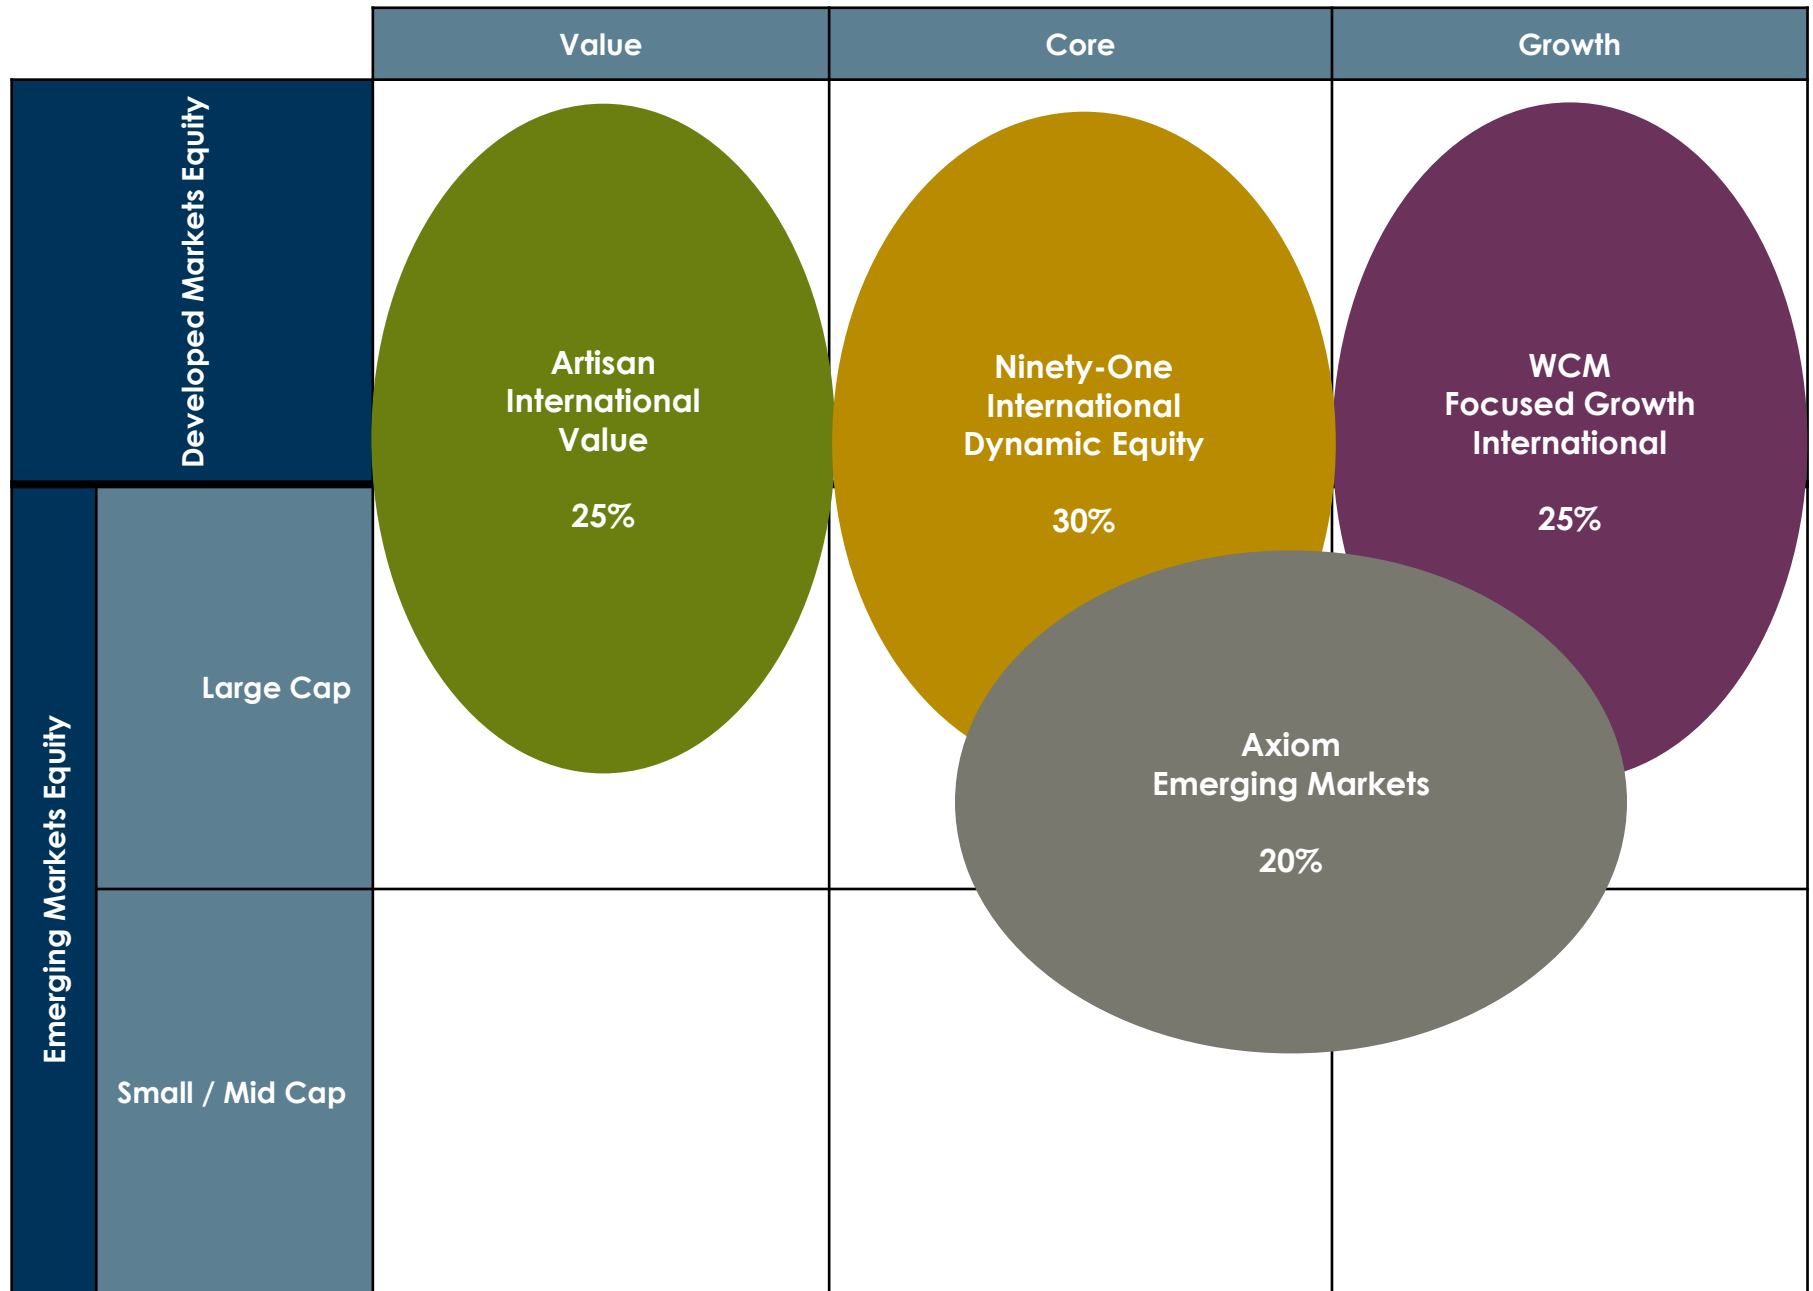 Value
Core
Growth
Developed Markets Equity
Artisan
International
Value
25%
Ninety-One
International
Dynamic Equity
30%
WCM
Focused Growth
International
25%
Emerging Markets Equity
Large Cap
Axiom
Emerging Markets
20%
Small / Mid Cap